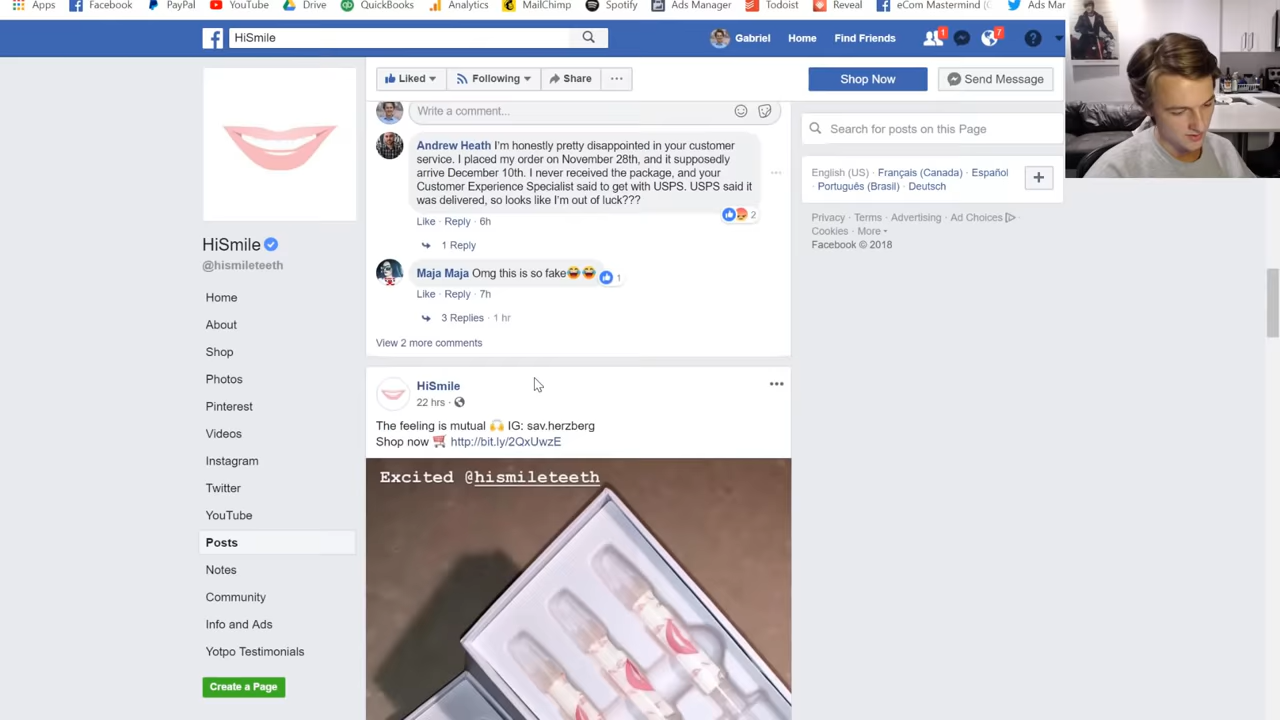 Apps Facebook PayPal YouTube Drive QuickBooks Analytics MailChimp Spotify Ads Manager Todoist Reveal eCom Mastermind ( Ads Mar
HiSmile
Gabriel Home Find Friends 1 7
Liked Following Share
Shop Now Send Message
Write a comment...
Search for posts on this Page
Andrew Heath I'm honestly pretty disappointed in your customer
service. I placed my order on November 28th, and it supposedly
arrive December 10th. I never received the package, and your
Customer Experience Specialist said to get with USPS. USPS said it
was delivered, so looks like I'm out of luck???
2
Like · Reply · 6h
1 Reply
Maja Maja Omg this is so fake😂😂
1
Like · Reply · 7h
3 Replies · 1 hr
View 2 more comments
English (US) · Français (Canada) · Español ·
Português (Brasil) · Deutsch
Privacy · Terms · Advertising · Ad Choices ·
Cookies · More
Facebook © 2018
HiSmile
@hismileteeth
Home
About
Shop
Photos
Pinterest
Videos
Instagram
Twitter
YouTube
Posts
Notes
Community
Info and Ads
Yotpo Testimonials
Create a Page
HiSmile
22 hrs ·
The feeling is mutual 🙌 IG: sav.herzberg
Shop now 🛒 http://bit.ly/2QxUwzE
Excited @hismileteeth